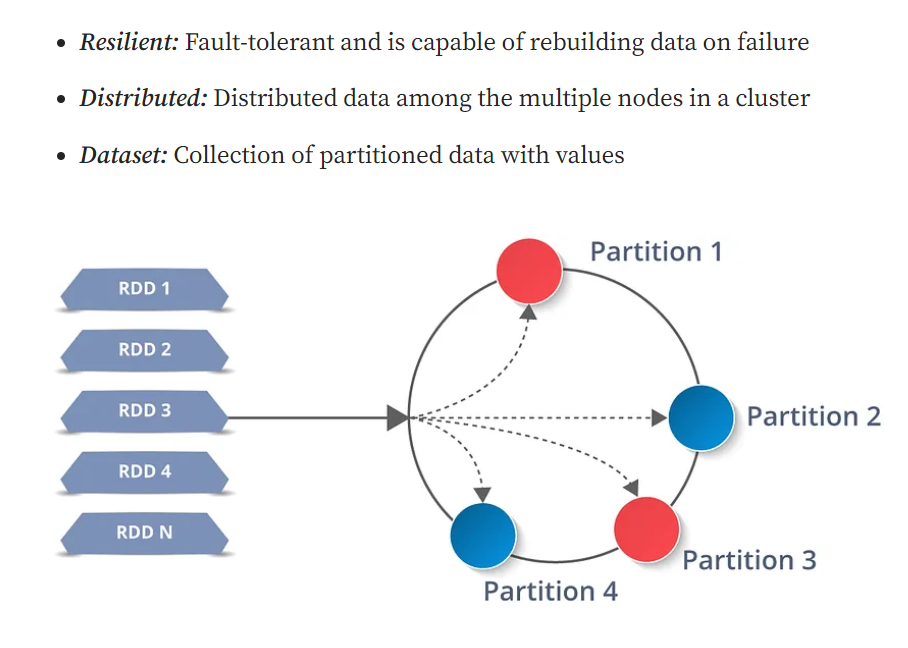 Resilient: Fault-tolerant and is capable of rebuilding data on failure
Distributed: Distributed data among the multiple nodes in a cluster
Dataset: Collection of partitioned data with values
RDD 1
RDD 2
RDD 3
RDD 4
RDD N
Partition 1
Partition 2
Partition 3
Partition 4